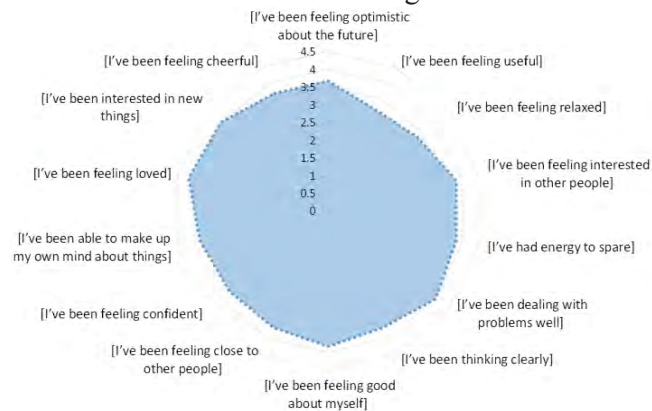 [I've been feeling optimistic
about the future]
[I've been feeling useful]
[I've been feeling relaxed]
[I've been feeling interested
in other people]
[I've had energy to spare]
[I've been dealing with
problems well]
[I've been thinking clearly]
[I've been feeling good
about myself]
[I've been feeling close to
other people]
[I've been feeling confident]
[I've been able to make up
my own mind about things]
[I've been feeling loved]
[I've been interested in new
things]
[I've been feeling cheerful]
4.5
4
3.5
3
2.5
2
1.5
1
0.5
0